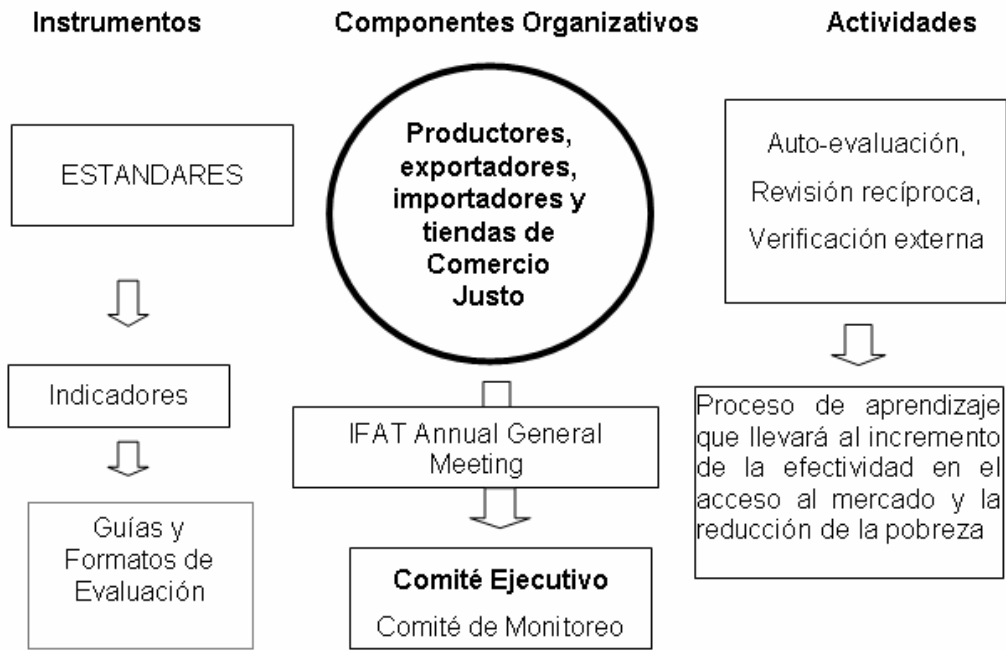 Instrumentos
ESTANDARES
Indicadores
Guías y
Formatos de
Evaluación
Componentes Organizativos
Productores,
exportadores,
importadores y
tiendas de
Comercio
Justo
IFAT Annual General
Meeting
Comité Ejecutivo
Comité de Monitoreo
Actividades
Auto-evaluación,
Revisión recíproca,
Verificación externa
Proceso de aprendizaje
que llevará al incremento
de la efectividad en el
acceso al mercado y la
reducción de la pobreza